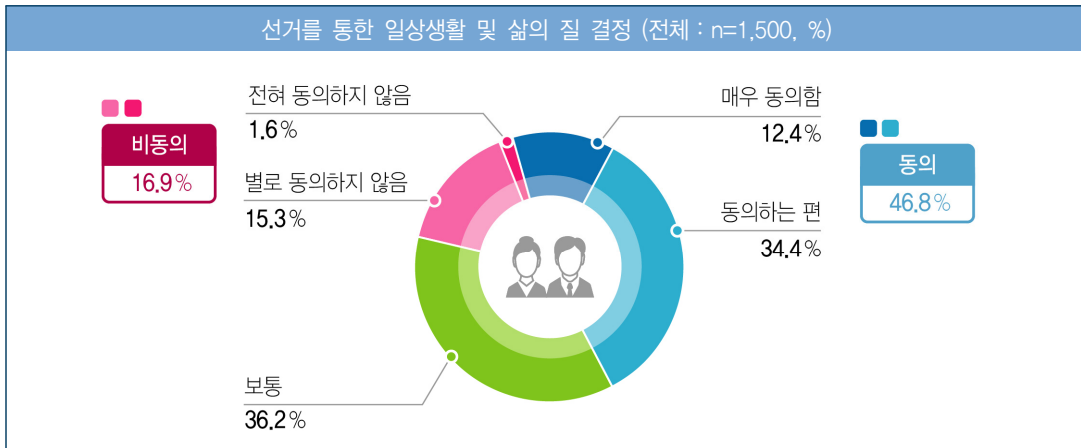 선거를 통한 일상생활 및 삶의 질 결정 (전체 : n=1,500, %)
전혀 동의하지 않음
1.6%
매우 동의함
12.4%
비동의
16.9%
동의
46.8%
별로 동의하지 않음
15.3%
동의하는 편
34.4%
보통
36.2%